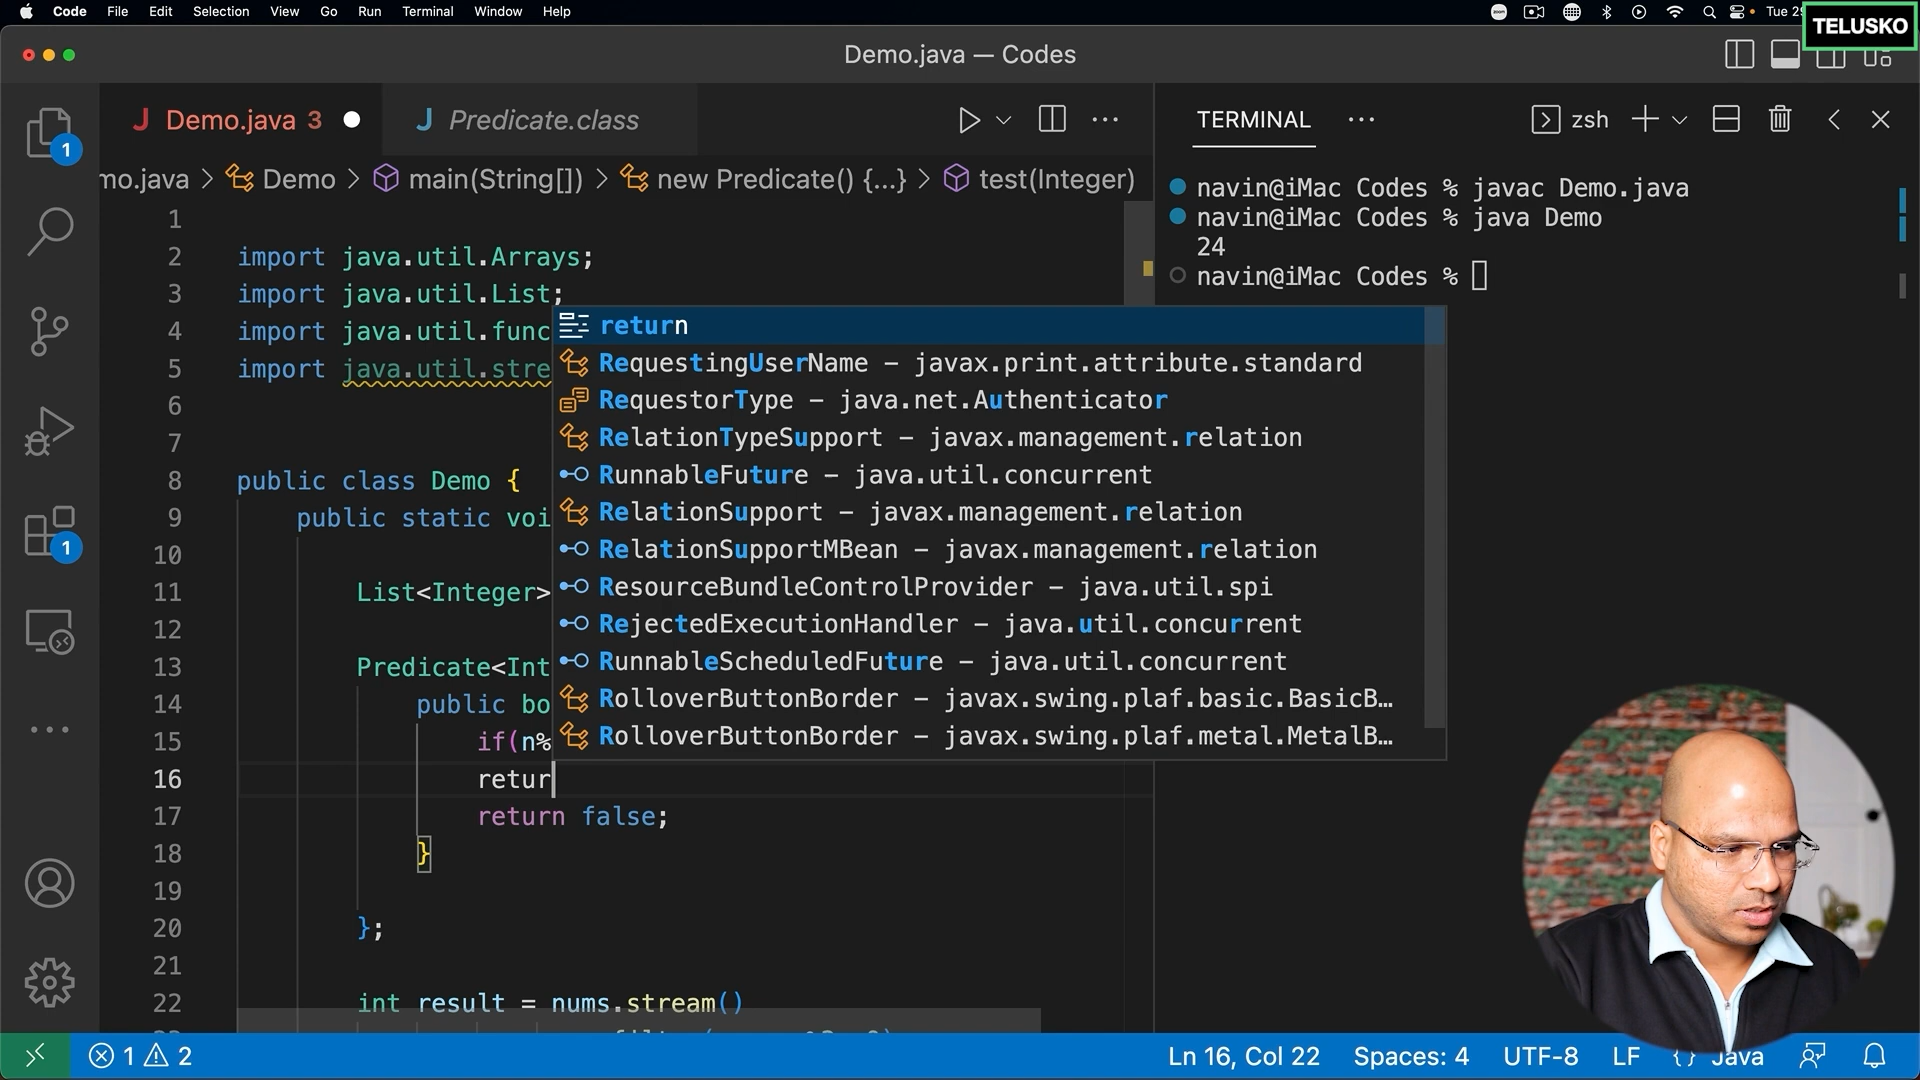 Code File Edit Selection View Go Run Terminal Window Help
zoom
Tue 29
TELUSKO
Demo.java — Codes
Demo.java 3
Predicate.class
TERMINAL
zsh
mo.java > Demo > main(String[]) > new Predicate() {...} > test(Integer)
1
2 import java.util.Arrays;
3 import java.util.List;
4 import java.util.func
5 import java.util.stre
6
7
8 public class Demo {
9 public static voi
10
11 List<Integer>
12
13 Predicate<Int
14 public bo
15 if(n%
16 retur
17 return false;
18 }
19
20 };
21
22 int result = nums.stream()
return
RequestingUserName – javax.print.attribute.standard
RequestorType – java.net.Authenticator
RelationTypeSupport – javax.management.relation
RunnableFuture – java.util.concurrent
RelationSupport – javax.management.relation
RelationSupportMBean – javax.management.relation
ResourceBundleControlProvider – java.util.spi
RejectedExecutionHandler – java.util.concurrent
RunnableScheduledFuture – java.util.concurrent
RolloverButtonBorder – javax.swing.plaf.basic.BasicB…
RolloverButtonBorder – javax.swing.plaf.metal.MetalB…
navin@iMac Codes % javac Demo.java
navin@iMac Codes % java Demo
24
navin@iMac Codes %
1
1
1 2
Ln 16, Col 22 Spaces: 4 UTF-8 LF {} Java